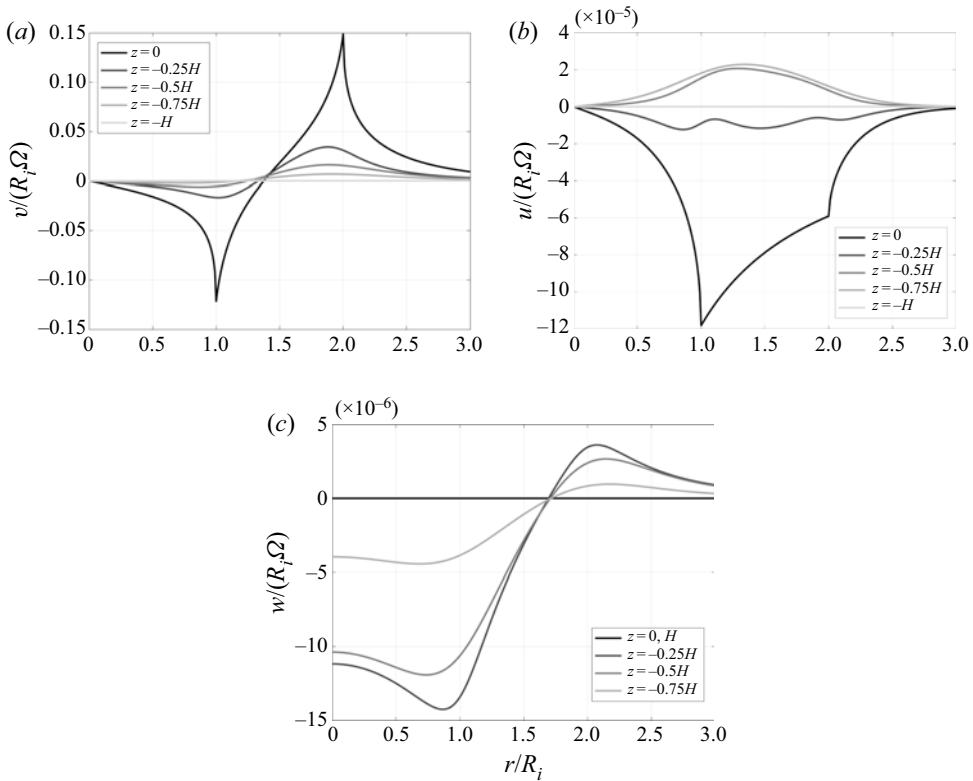 (a)
0.15
0.10
0.05
0
–0.05
–0.10
–0.15
v/(R_iΩ)
z = 0
z = –0.25H
z = –0.5H
z = –0.75H
z = –H
0 0.5 1.0 1.5 2.0 2.5 3.0
(b)
(×10⁻⁵)
4
2
0
–2
–4
–6
–8
–10
–12
u/(R_iΩ)
z = 0
z = –0.25H
z = –0.5H
z = –0.75H
z = –H
0 0.5 1.0 1.5 2.0 2.5 3.0
(c)
(×10⁻⁶)
5
0
–5
–10
–15
w/(R_iΩ)
z = 0, H
z = –0.25H
z = –0.5H
z = –0.75H
0 0.5 1.0 1.5 2.0 2.5 3.0
r/R_i